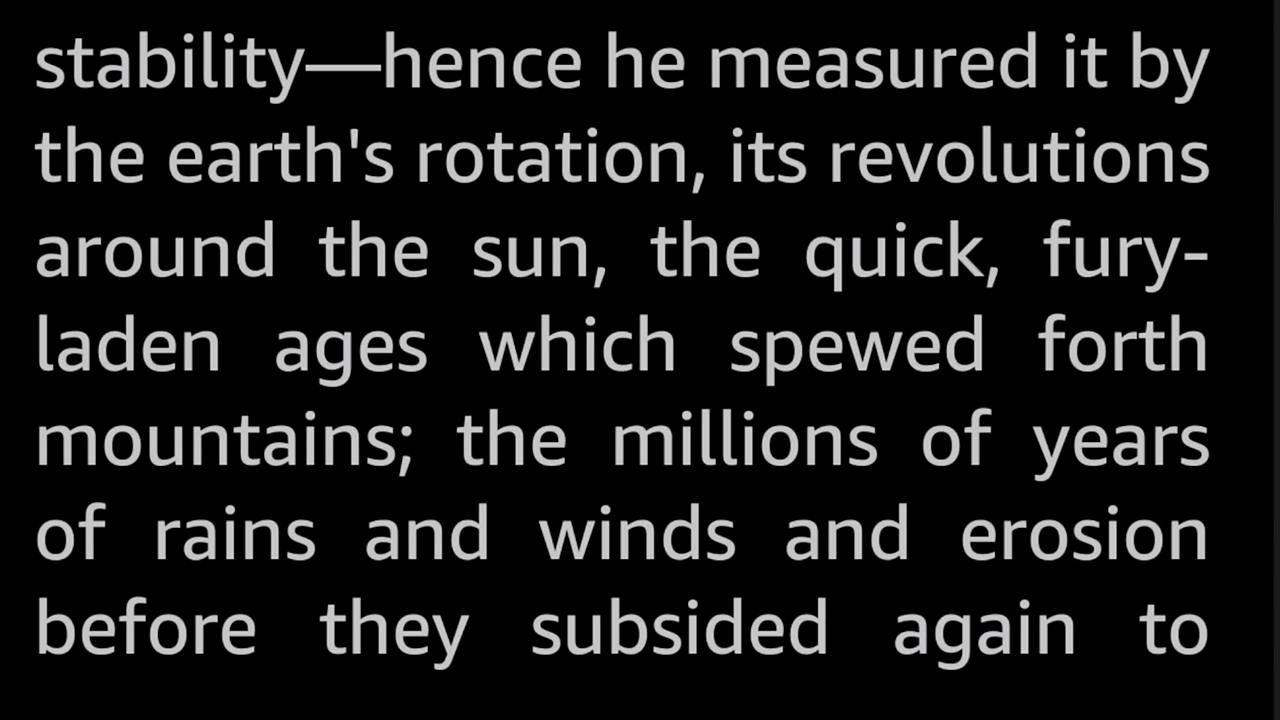 stability—hence he measured it by
the earth's rotation, its revolutions
around the sun, the quick, fury-
laden ages which spewed forth
mountains; the millions of years
of rains and winds and erosion
before they subsided again to